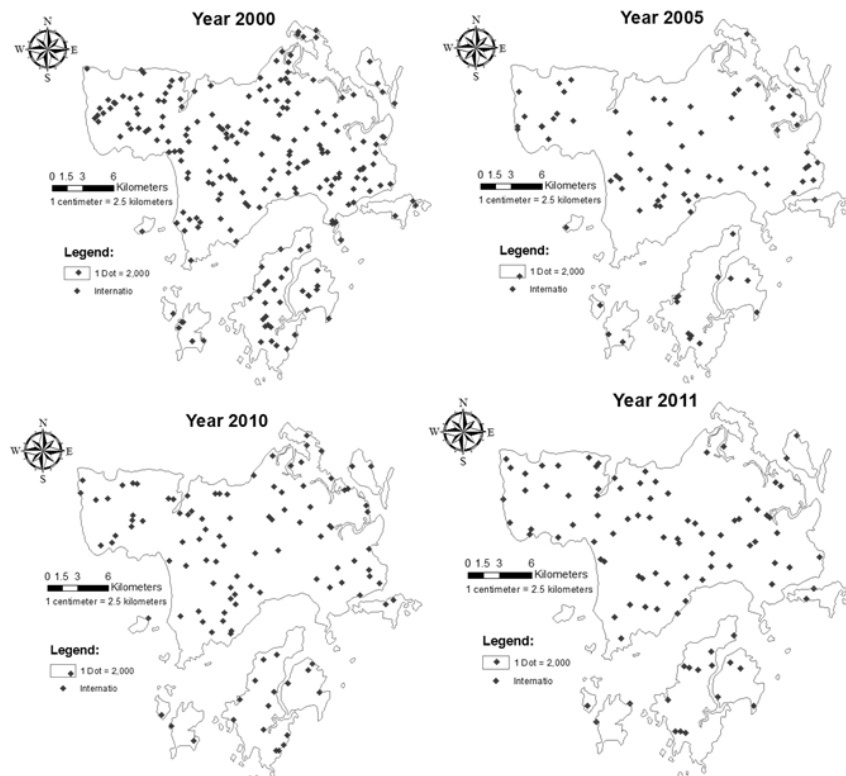 Year 2000
N
W E
S
0 1.5 3 6
Kilometers
1 centimeter = 2.5 kilometers
Legend:
1 Dot = 2,000
Internatio
Year 2005
N
W E
S
0 1.5 3 6
Kilometers
1 centimeter = 2.5 kilometers
Legend:
1 Dot = 2,000
Internatio
Year 2010
N
W E
S
0 1.5 3 6
Kilometers
1 centimeter = 2.5 kilometers
Legend:
1 Dot = 2,000
Internatio
Year 2011
N
W E
S
0 1.5 3 6
Kilometers
1 centimeter = 2.5 kilometers
Legend:
1 Dot = 2,000
Internatio